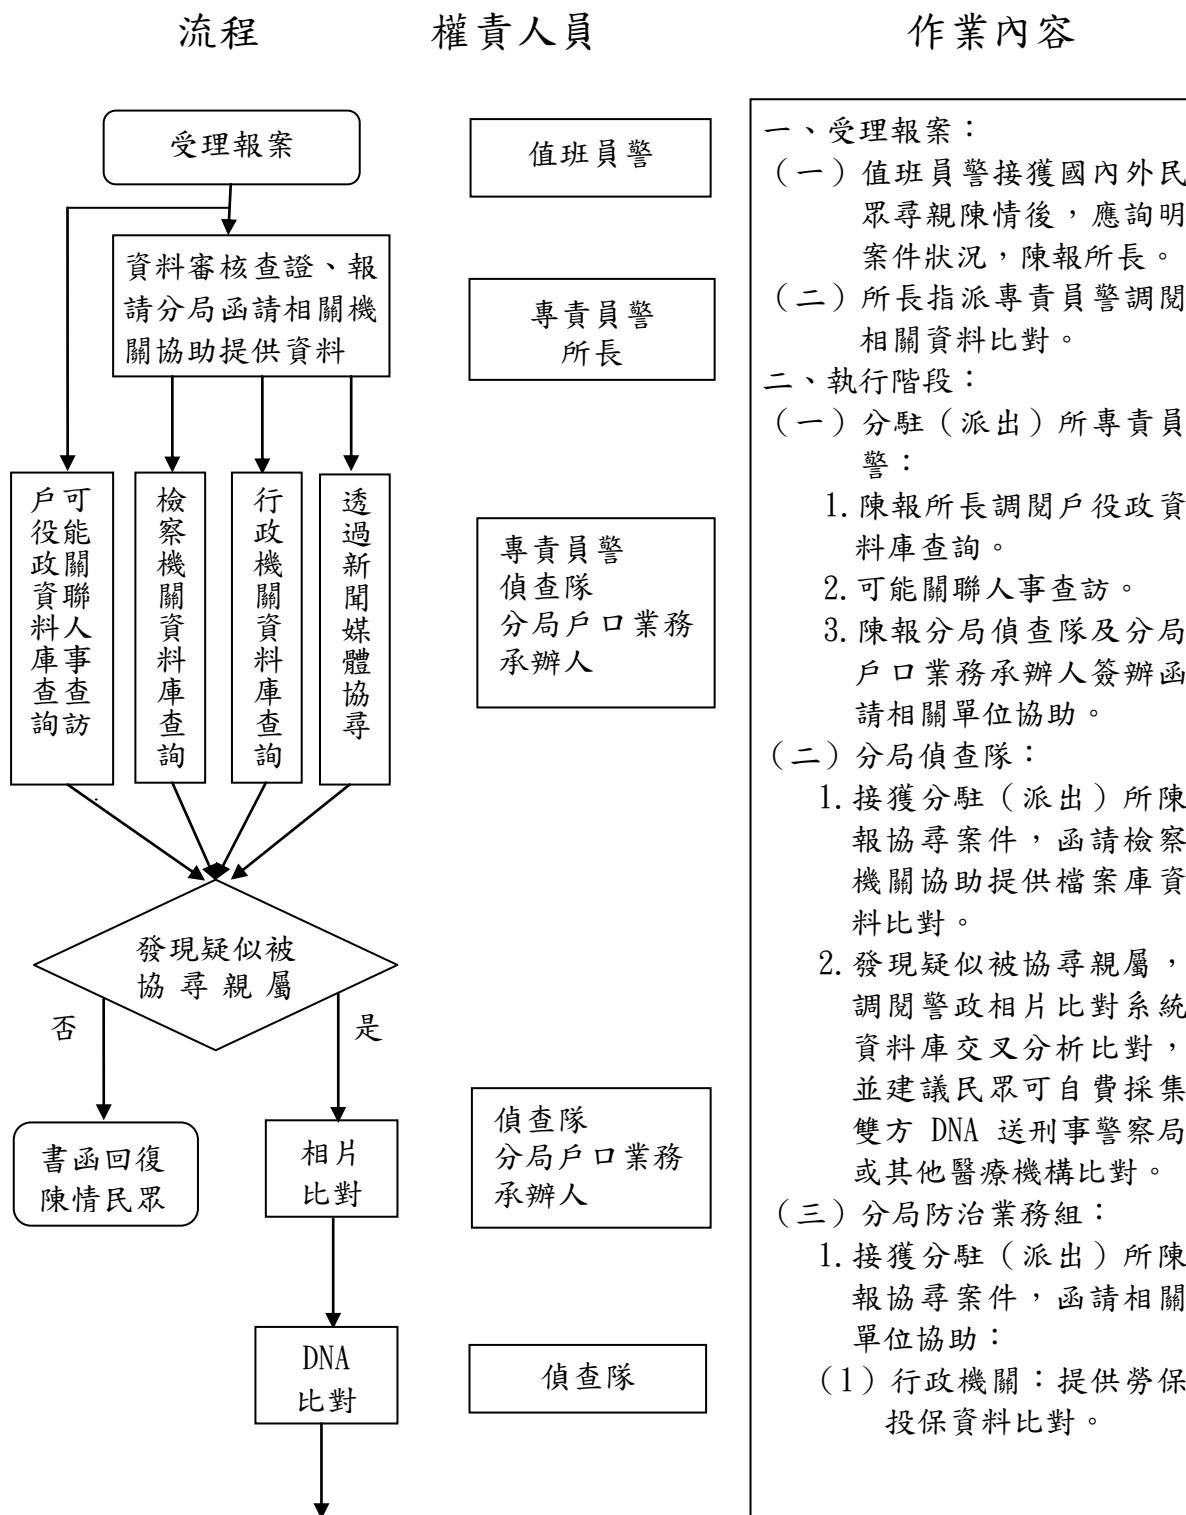 流程
權責人員
作業內容
受理報案
值班員警
資料審核查證、報
請分局函請相關機
關協助提供資料
專責員警
所長
戶役政資料庫查詢
可能關聯人事查訪
檢察機關資料庫查詢
行政機關資料庫查詢
透過新聞媒體協尋
專責員警
偵查隊
分局戶口業務
承辦人
發現疑似被
協尋親屬
否
是
書函回復
陳情民眾
相片
比對
偵查隊
分局戶口業務
承辦人
DNA
比對
偵查隊
一、受理報案：
（一）值班員警接獲國內外民
眾尋親陳情後，應詢明
案件狀況，陳報所長。
（二）所長指派專責員警調閱
相關資料比對。
二、執行階段：
（一）分駐（派出）所專責員
警：
1.陳報所長調閱戶役政資
料庫查詢。
2.可能關聯人事查訪。
3.陳報分局偵查隊及分局
戶口業務承辦人簽辦函
請相關單位協助。
（二）分局偵查隊：
1.接獲分駐（派出）所陳
報協尋案件，函請檢察
機關協助提供檔案庫資
料比對。
2.發現疑似被協尋親屬，
調閱警政相片比對系統
資料庫交叉分析比對，
並建議民眾可自費採集
雙方 DNA 送刑事警察局
或其他醫療機構比對。
（三）分局防治業務組：
1.接獲分駐（派出）所陳
報協尋案件，函請相關
單位協助：
（1）行政機關：提供勞保
投保資料比對。